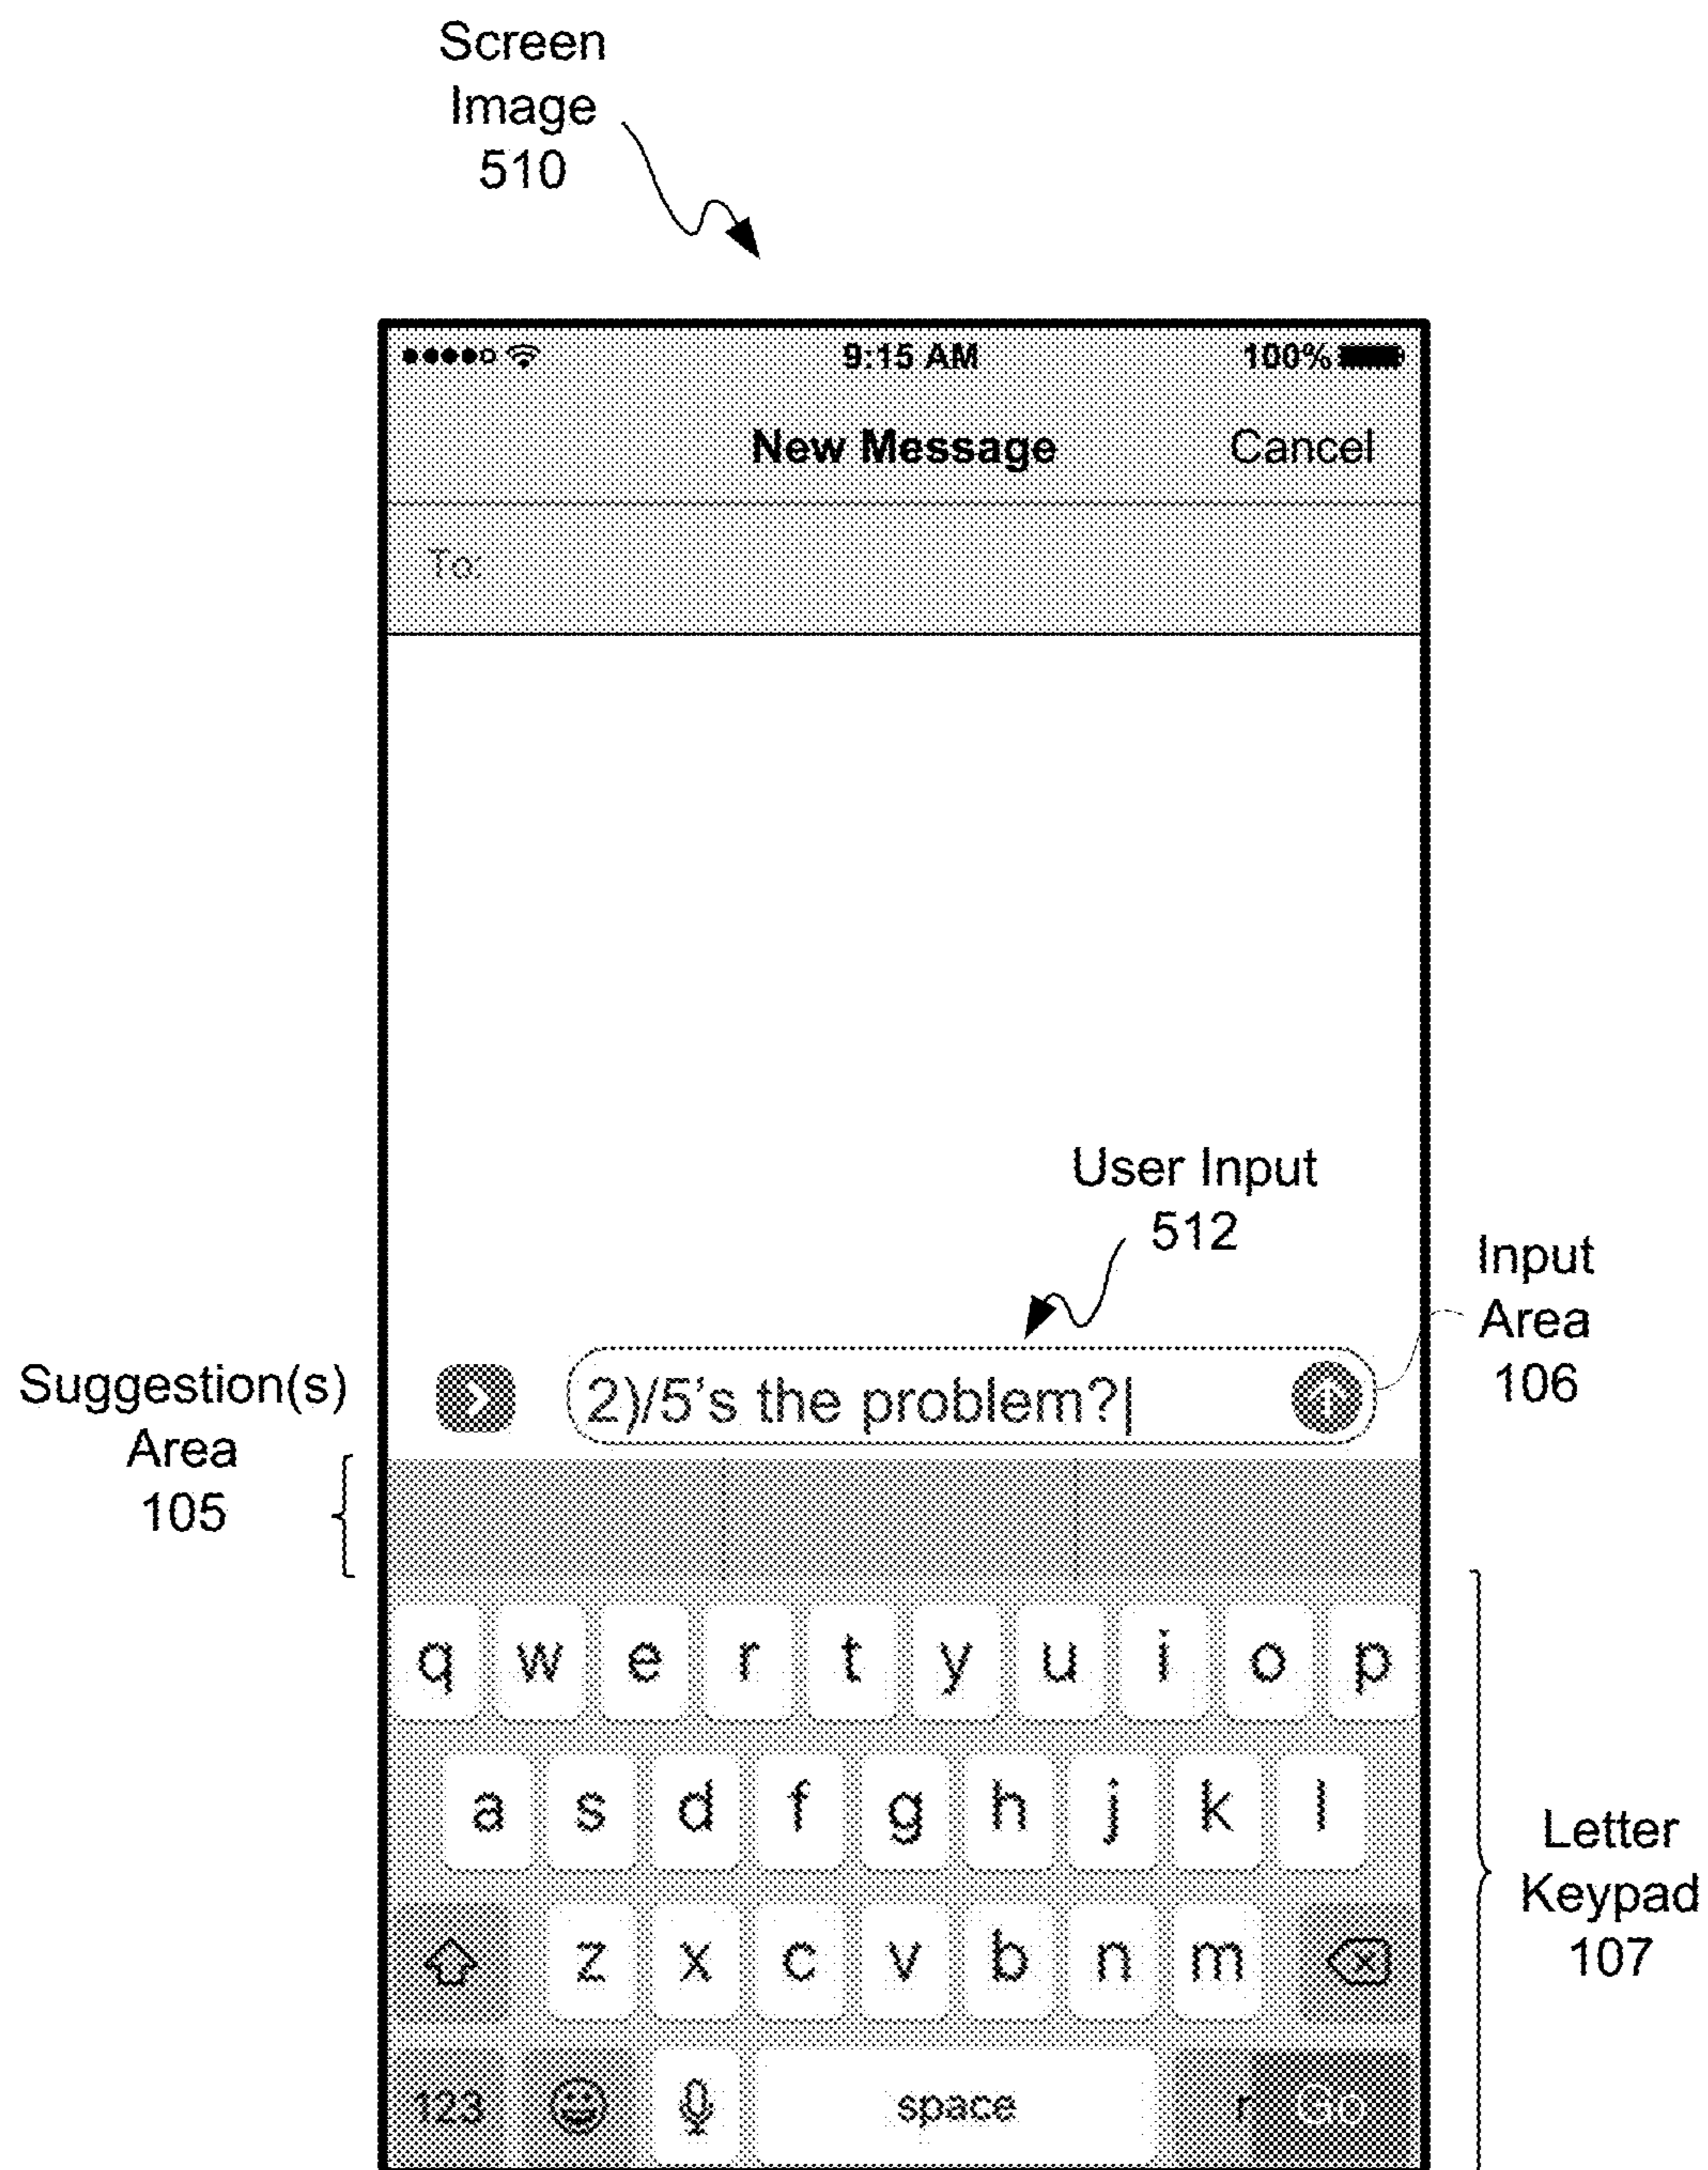 Screen
Image
510
9:15 AM 100%
New Message Cancel
To:
User Input
512
Input
Area
106
Suggestion(s)
Area
105
2)/5's the problem?
q w e r t y u i o p
a s d f g h j k l
z x c v b n m
Letter
Keypad
107
123 space r Go